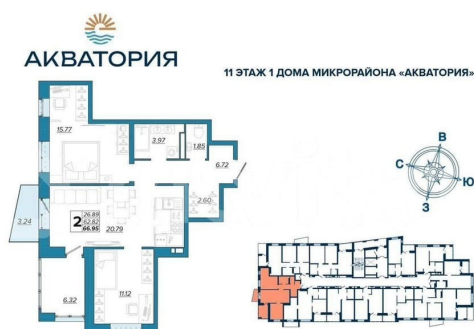 АКВАТОРИЯ
11 ЭТАЖ 1 ДОМА МИКРОРАЙОНА «АКВАТОРИЯ»
15.77
3.97
1.85
6.72
2.60
3.24
2
26.89
62.82
66.95
20.79
6.32
11.12
В
С
Ю
З